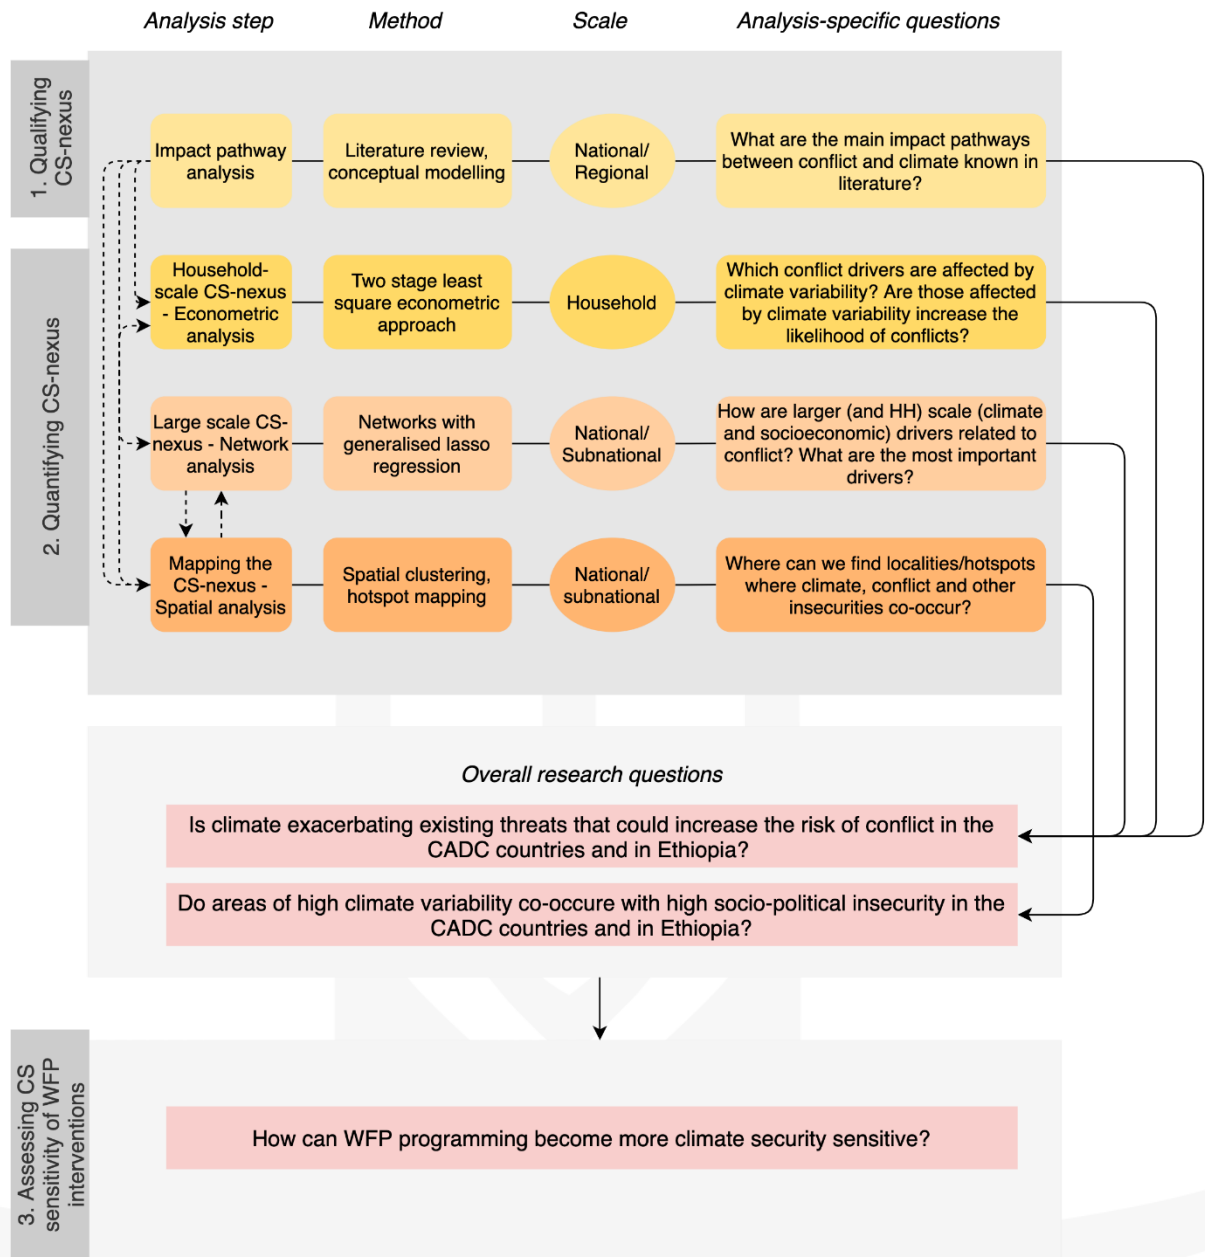 Analysis step
Method
Scale
Analysis-specific questions
1. Qualifying
CS-nexus
Impact pathway
analysis
Literature review,
conceptual modelling
National/
Regional
What are the main impact pathways
between conflict and climate known in
literature?
2. Quantifying CS-nexus
Household-
scale CS-nexus
- Econometric
analysis
Two stage least
square econometric
approach
Household
Which conflict drivers are affected by
climate variability? Are those affected
by climate variability increase the
likelihood of conflicts?
Large scale CS-
nexus - Network
analysis
Networks with
generalised lasso
regression
National/
Subnational
How are larger (and HH) scale (climate
and socioeconomic) drivers related to
conflict? What are the most important
drivers?
Mapping the
CS-nexus -
Spatial analysis
Spatial clustering,
hotspot mapping
National/
subnational
Where can we find localities/hotspots
where climate, conflict and other
insecurities co-occur?
Overall research questions
Is climate exacerbating existing threats that could increase the risk of conflict in the
CADC countries and in Ethiopia?
Do areas of high climate variability co-occure with high socio-political insecurity in the
CADC countries and in Ethiopia?
3. Assessing CS
sensitivity of WFP
interventions
How can WFP programming become more climate security sensitive?